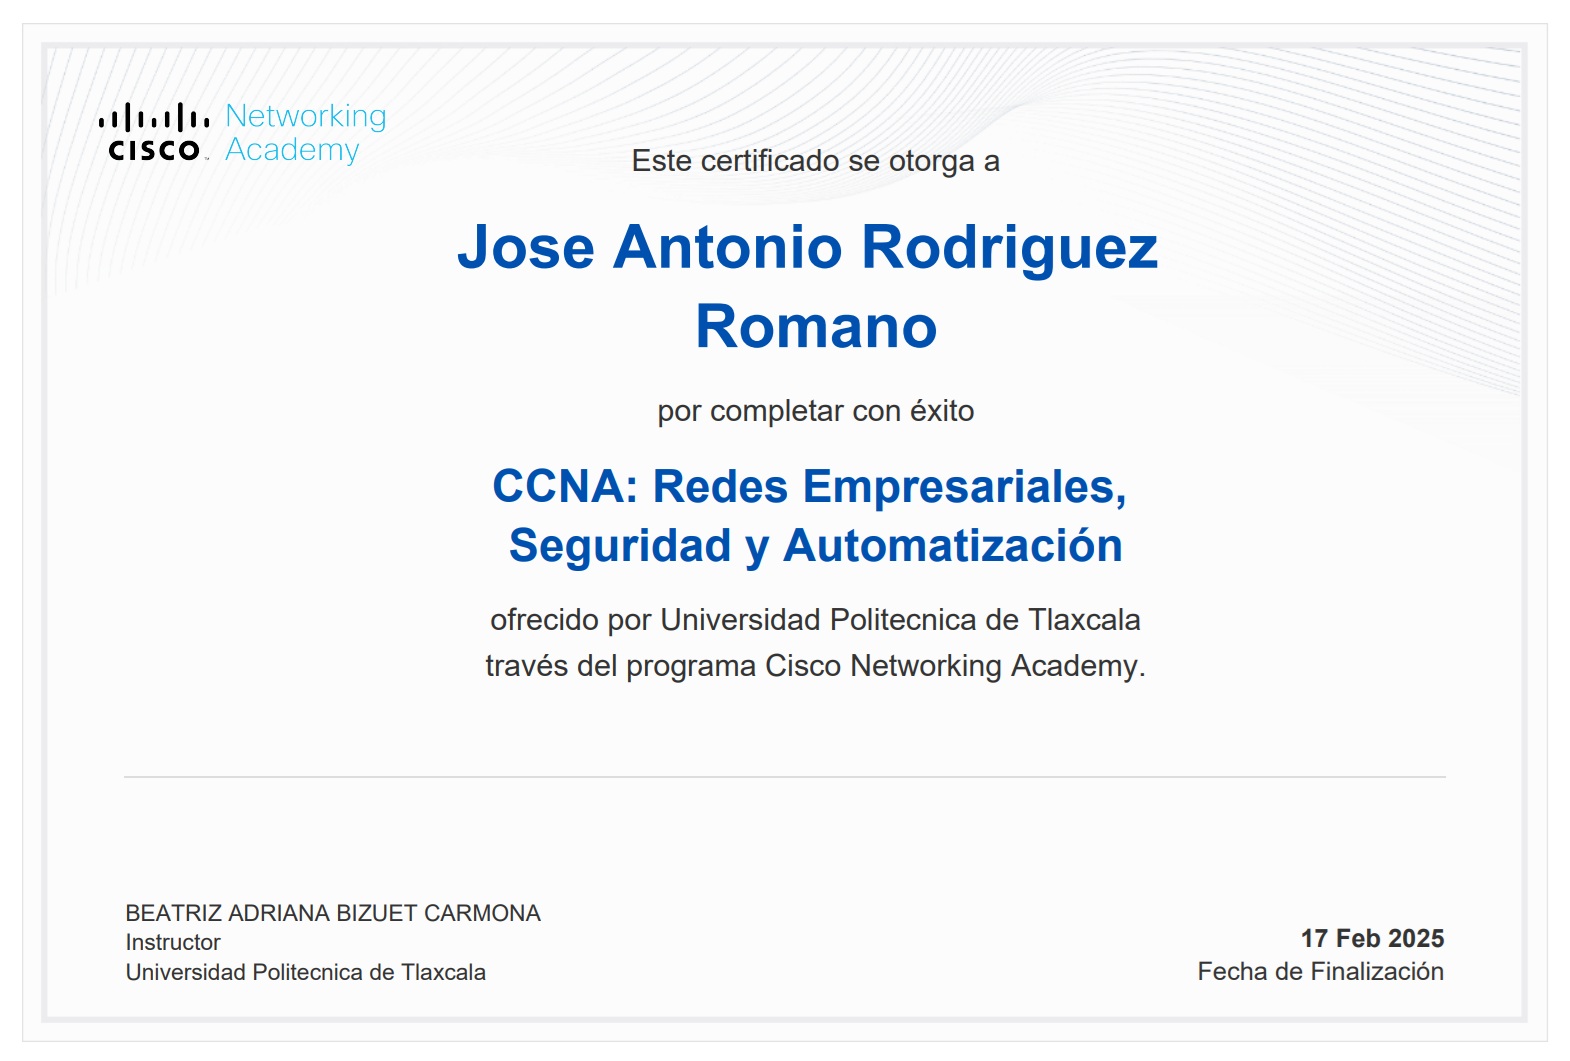 CISCO
Networking
Academy
Este certificado se otorga a
Jose Antonio Rodriguez
Romano
por completar con éxito
CCNA: Redes Empresariales,
Seguridad y Automatización
ofrecido por Universidad Politecnica de Tlaxcala
través del programa Cisco Networking Academy.
BEATRIZ ADRIANA BIZUET CARMONA
Instructor
Universidad Politecnica de Tlaxcala
17 Feb 2025
Fecha de Finalización